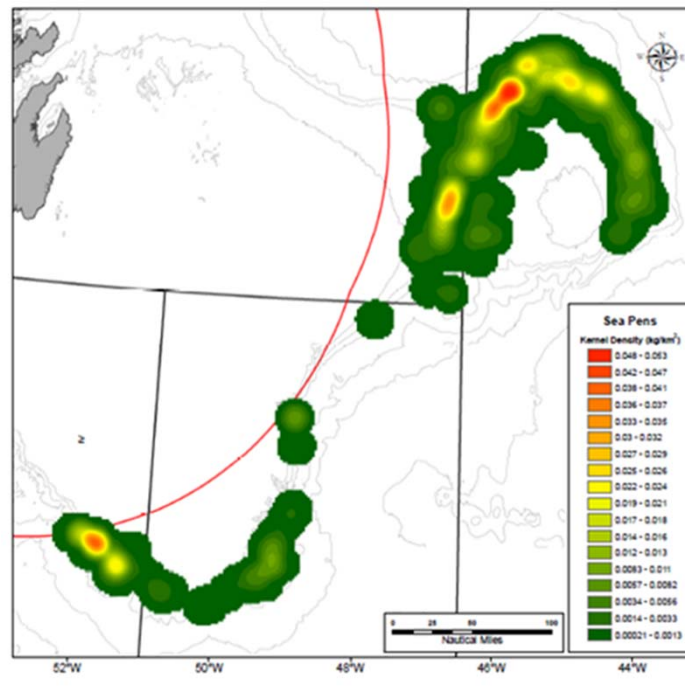 N
W E
S
Sea Pens
Kernel Density (kg/km²)
0.048 - 0.053
0.042 - 0.047
0.038 - 0.041
0.036 - 0.037
0.033 - 0.035
0.03 - 0.032
0.027 - 0.029
0.025 - 0.026
0.022 - 0.024
0.019 - 0.021
0.017 - 0.018
0.014 - 0.016
0.012 - 0.013
0.0083 - 0.011
0.0057 - 0.0082
0.0034 - 0.0056
0.0014 - 0.0033
0.00021 - 0.0013
0 25 50 100
Nautical Miles
52°W 50°W 48°W 46°W 44°W